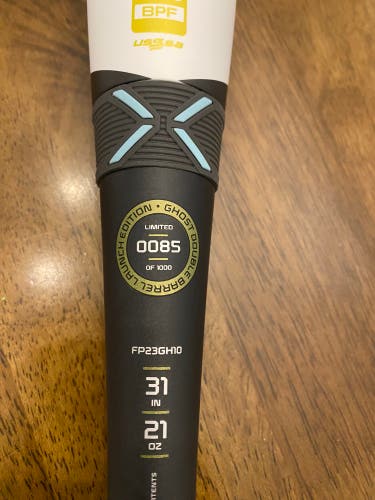 BPF
USSSA
GHOST DOUBLE BARREL LAUNCH EDITION •
LIMITED
0085
OF 1000
FP23GH10
31
IN
21
OZ